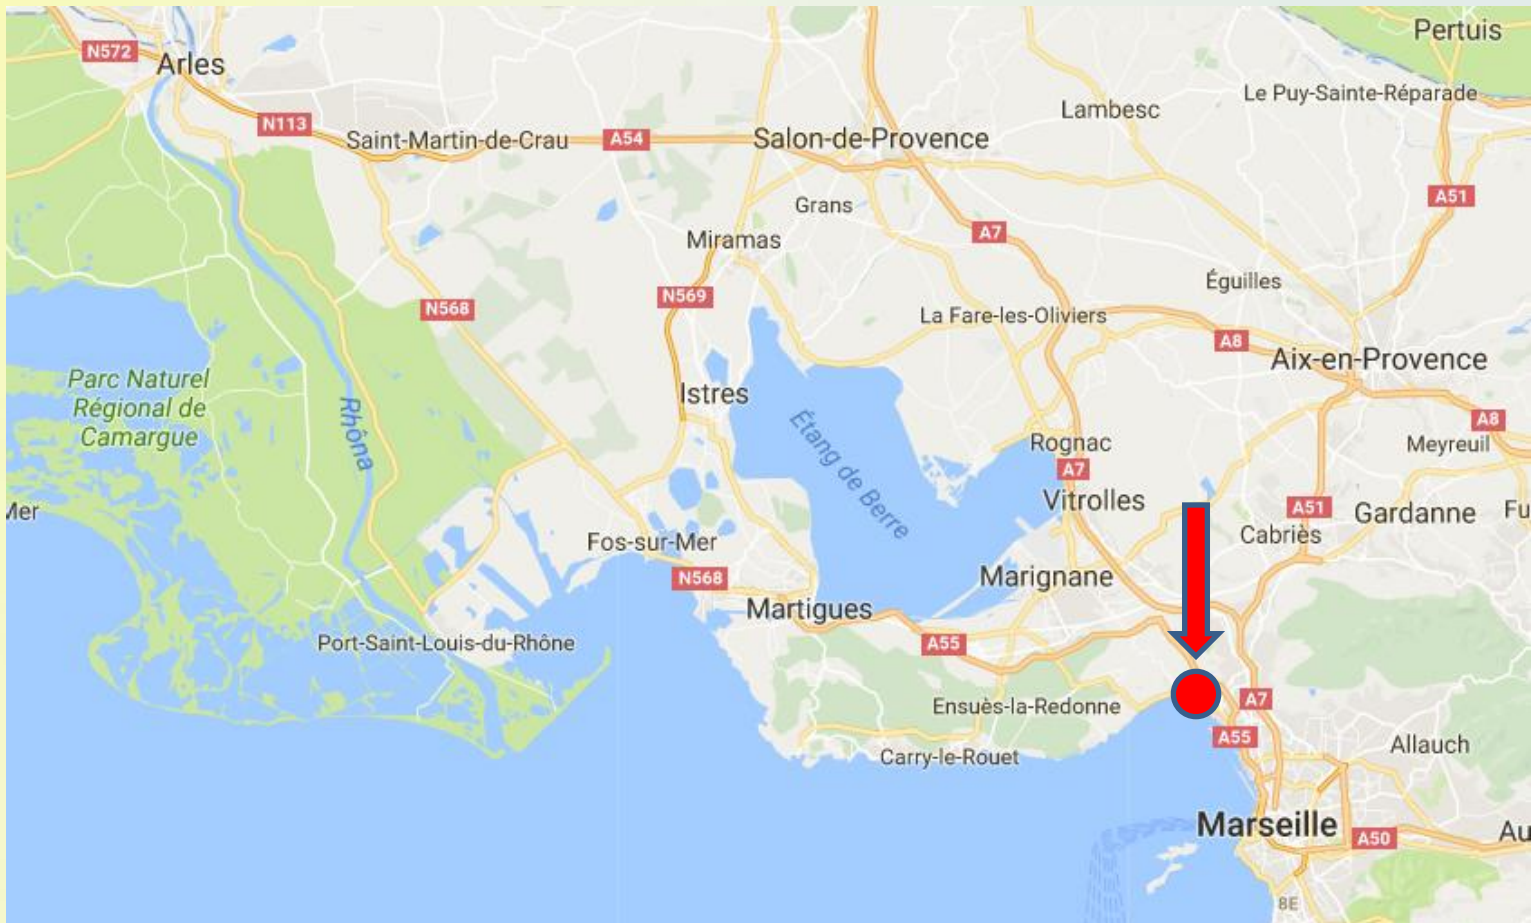 Pertuis
N572
Arles
Le Puy-Sainte-Réparade
Lambesc
N113
Saint-Martin-de-Crau
A54
Salon-de-Provence
A51
Grans
A7
Miramas
Éguilles
N569
N568
La Fare-les-Oliviers
A8
Aix-en-Provence
Parc Naturel
Régional de
Camargue
Istres
Rhôna
Étang de Berre
A8
Rognac
Meyreuil
A7
Vitrolles
Mer
A51
Gardanne
Fu
Cabriès
Fos-sur-Mer
N568
Marignane
Martigues
Port-Saint-Louis-du-Rhône
A55
A7
Ensuès-la-Redonne
A55
Allauch
Carry-le-Rouet
Marseille
A50
Au
8E